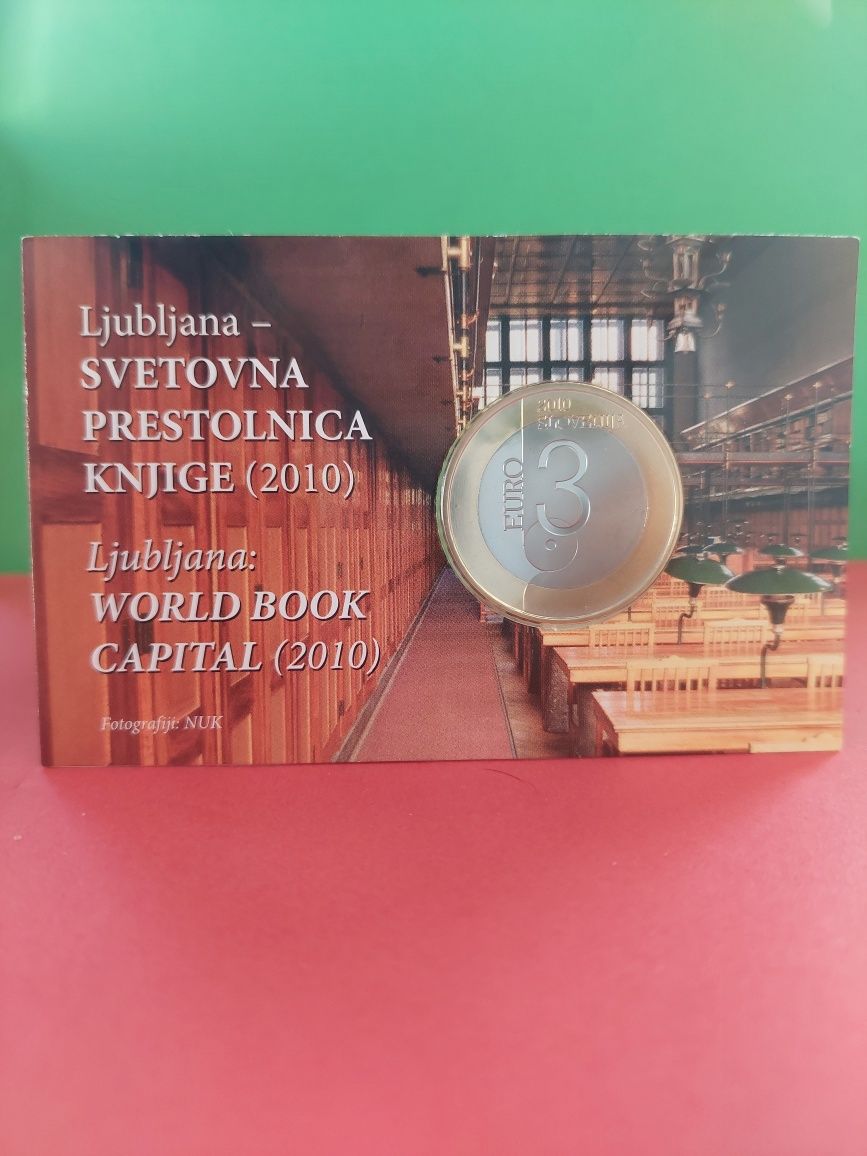 Ljubljana –
SVETOVNA
PRESTOLNICA
KNJIGE (2010)
Ljubljana:
WORLD BOOK
CAPITAL (2010)
Fotografiji: NUK
2010
SLOVENIJA
EURO
3